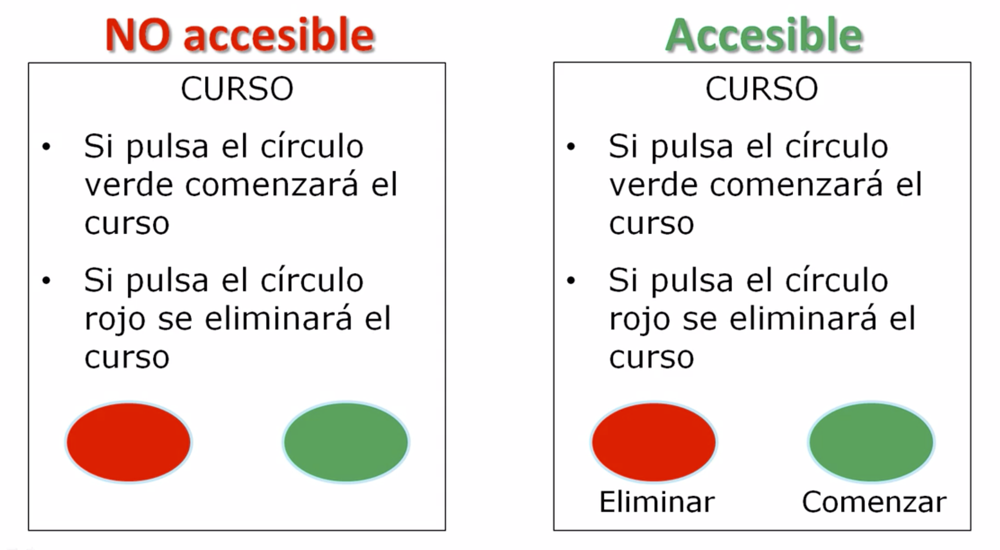 NO accesible
CURSO
• Si pulsa el círculo
verde comenzará el
curso
• Si pulsa el círculo
rojo se eliminará el
curso
Accesible
CURSO
• Si pulsa el círculo
verde comenzará el
curso
• Si pulsa el círculo
rojo se eliminará el
curso
Eliminar
Comenzar